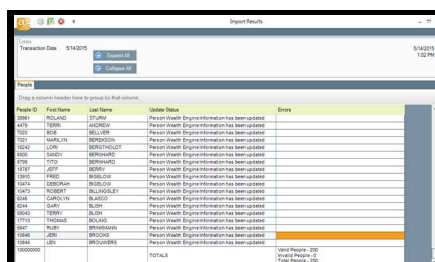 Import Results
Totals
Transaction Date: 5/14/2015
Expand All
Collapse All
5/14/2015
1:02 PM
People
Drag a column header here to group by that column.
People ID First Name Last Name Update Status Errors
39961 ROLAND STURM Person Wealth Engine Information has been updated
4479 TERRI ANDREW Person Wealth Engine Information has been updated
7020 BOB BELLVER Person Wealth Engine Information has been updated
7021 MARILYN BEREKSON Person Wealth Engine Information has been updated
16242 LORI BERGTHOLDT Person Wealth Engine Information has been updated
8800 SANDY BERNHARD Person Wealth Engine Information has been updated
8799 TITO BERNHARD Person Wealth Engine Information has been updated
18787 JEFF BERRY Person Wealth Engine Information has been updated
13910 FRED BIGELOW Person Wealth Engine Information has been updated
10474 DEBORAH BIGELOW Person Wealth Engine Information has been updated
10473 ROBERT BILLINGSLEY Person Wealth Engine Information has been updated
6245 CAROLYN BLASCO Person Wealth Engine Information has been updated
6244 GARY BLISH Person Wealth Engine Information has been updated
68043 TERRY BLISH Person Wealth Engine Information has been updated
17713 THOMAS BOLING Person Wealth Engine Information has been updated
6647 RUBY BRINKMANN Person Wealth Engine Information has been updated
10845 JERI BROOKS Person Wealth Engine Information has been updated
10844 LEN BROUWERS Person Wealth Engine Information has been updated
100000000 TOTALS Valid People - 200
Invalid People - 0
Total People - 200